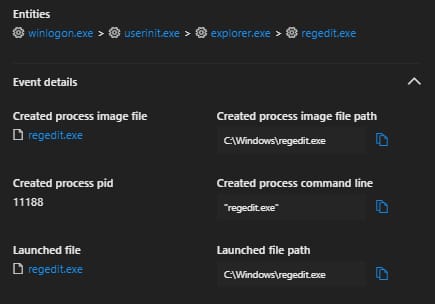 Entities
winlogon.exe > userinit.exe > explorer.exe > regedit.exe
Event details
Created process image file
regedit.exe
Created process image file path
C:\Windows\regedit.exe
Created process pid
11188
Created process command line
"regedit.exe"
Launched file
regedit.exe
Launched file path
C:\Windows\regedit.exe